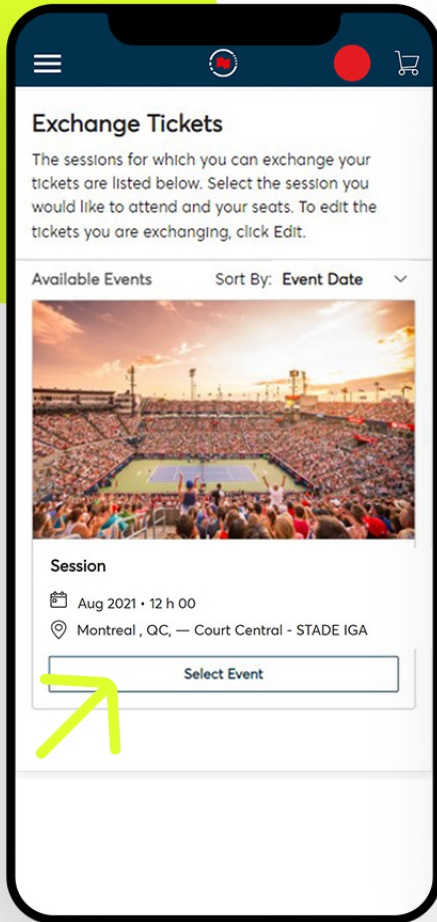 Exchange Tickets
The sessions for which you can exchange your
tickets are listed below. Select the session you
would like to attend and your seats. To edit the
tickets you are exchanging, click Edit.
Available Events Sort By: Event Date
Session
Aug 2021 • 12 h 00
Montreal , QC, — Court Central - STADE IGA
Select Event